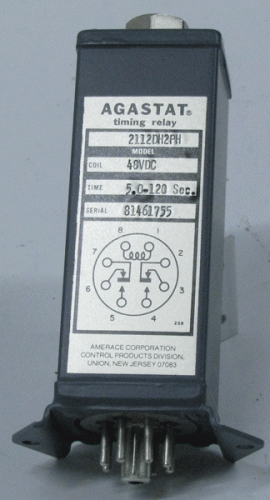 AGASTAT®
timing relay
2112DH2PH
MODEL
COIL 48VDC
TIME 5.0-120 Sec.
SERIAL 81461755
8 1
7 2
6 3
5 4
AMERACE CORPORATION
CONTROL PRODUCTS DIVISION,
UNION, NEW JERSEY 07083